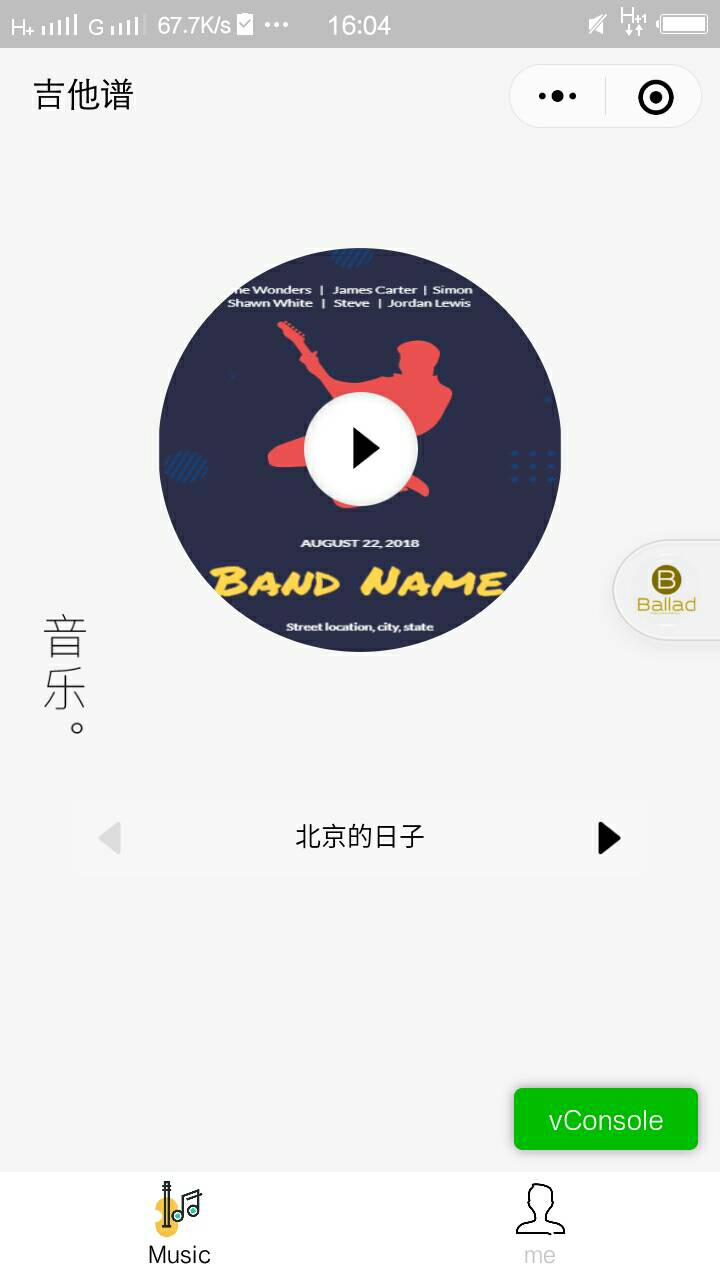 H+ G 67.7K/s 16:04 H+1
吉他谱
he Wonders | James Carter | Simon
Shawn White | Steve | Jordan Lewis
AUGUST 22, 2018
BAND NAME
Street location, city, state
B
Ballad
音
乐
。
北京的日子
vConsole
Music
me